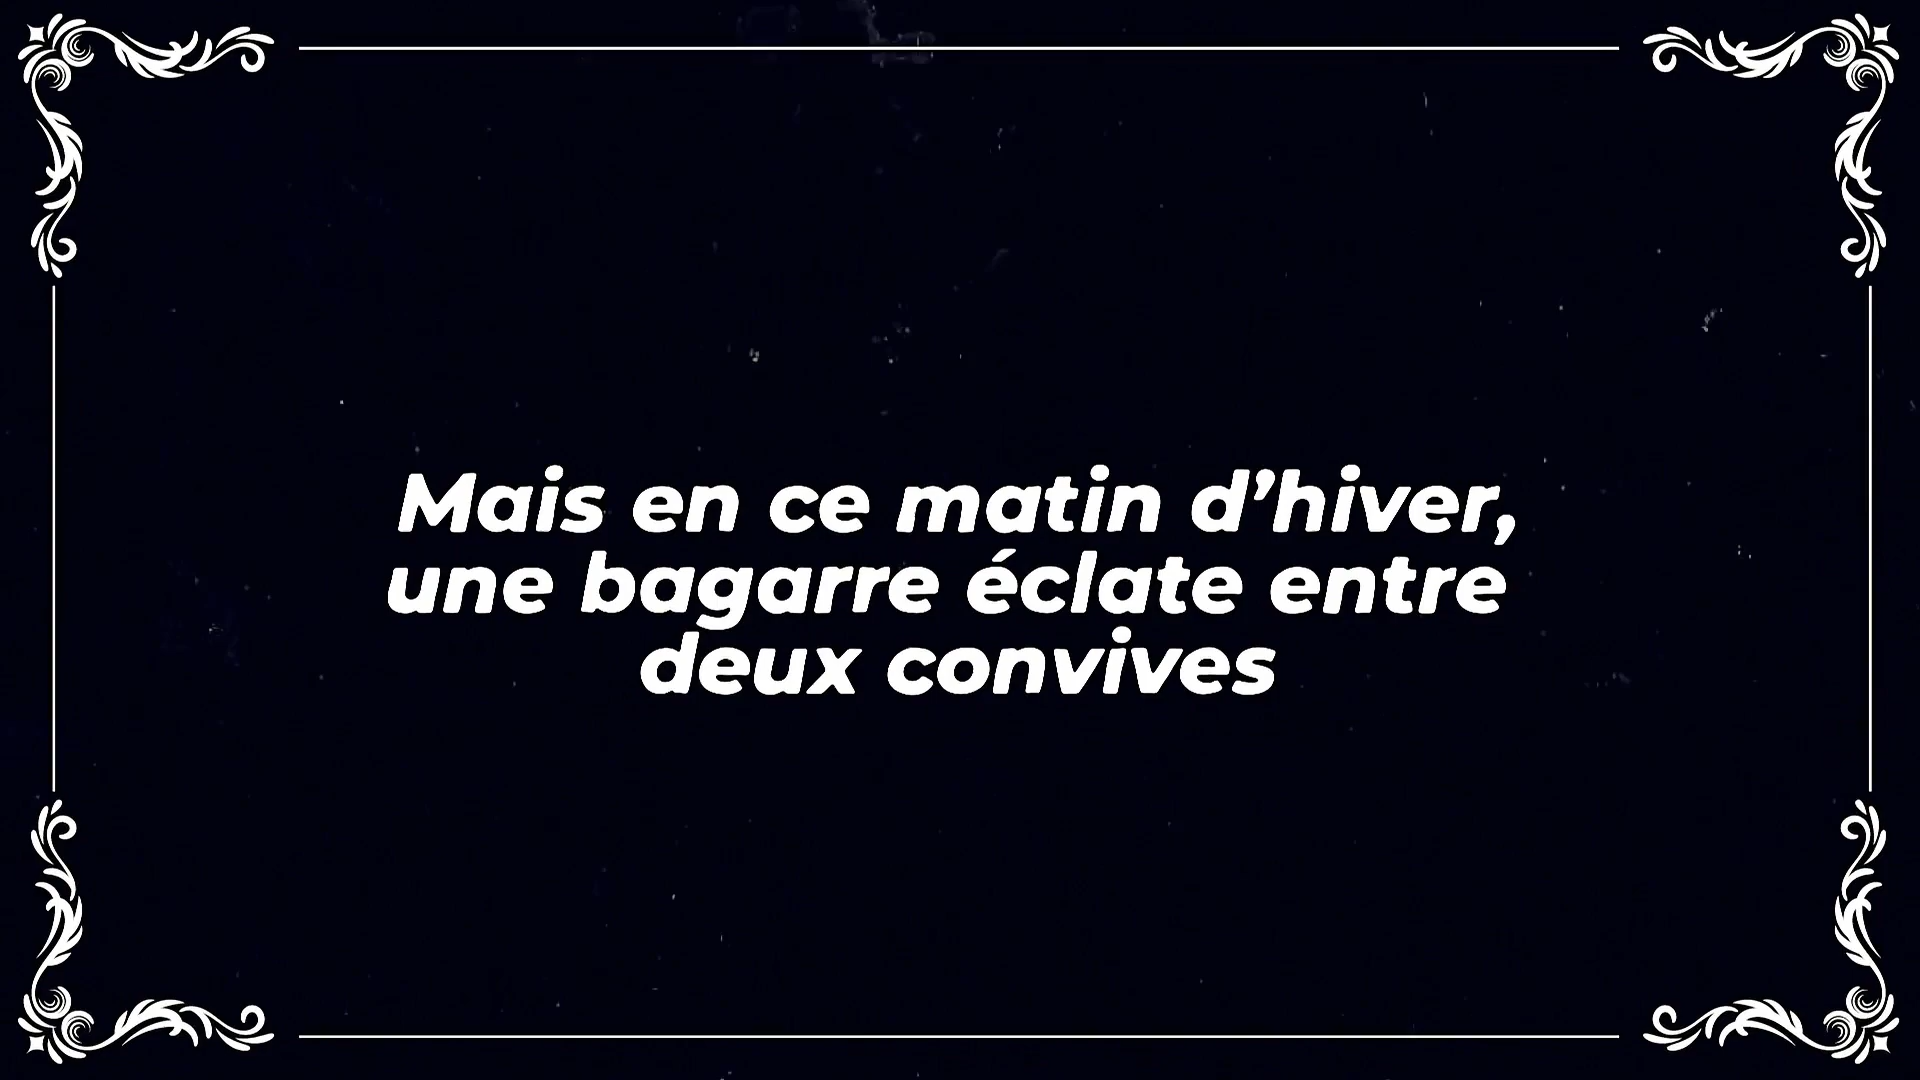 Mais en ce matin d’hiver,
une bagarre éclate entre
deux convives